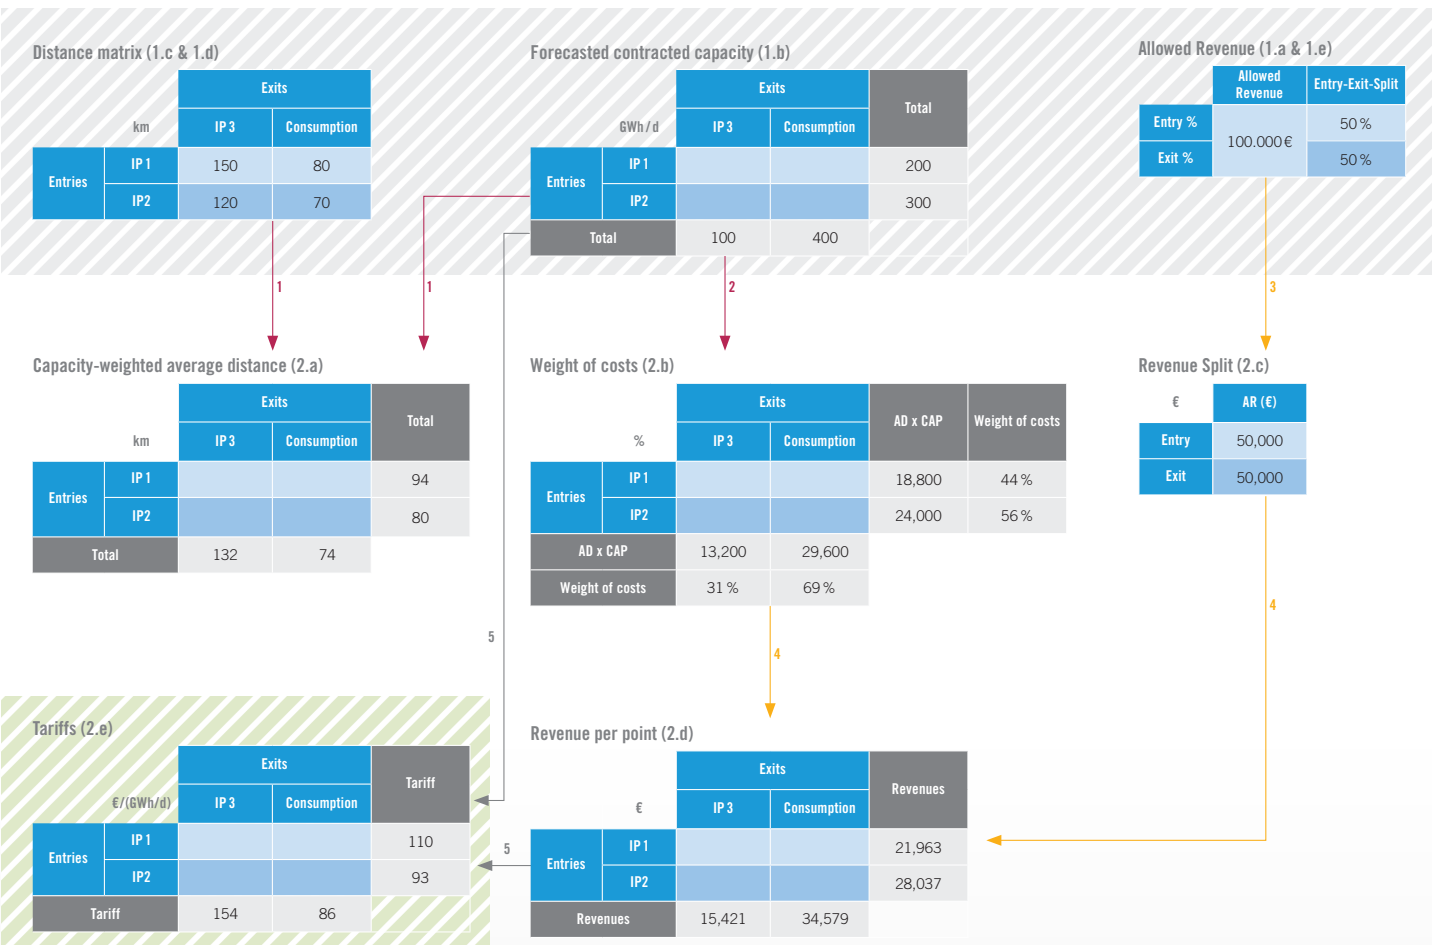 Distance matrix (1.c & 1.d)
km
Exits
IP 3
Consumption
Entries
IP 1
150
80
IP2
120
70
Forecasted contracted capacity (1.b)
GWh/d
Exits
Total
IP 3
Consumption
Entries
IP 1
200
IP2
300
Total
100
400
Allowed Revenue (1.a & 1.e)
Allowed
Revenue
Entry-Exit-Split
Entry %
100.000 €
50 %
Exit %
50 %
1
1
2
3
Capacity-weighted average distance (2.a)
km
Exits
Total
IP 3
Consumption
Entries
IP 1
94
IP2
80
Total
132
74
Weight of costs (2.b)
%
Exits
AD x CAP
Weight of costs
IP 3
Consumption
Entries
IP 1
18,800
44 %
IP2
24,000
56 %
AD x CAP
13,200
29,600
Weight of costs
31 %
69 %
Revenue Split (2.c)
€
AR (€)
Entry
50,000
Exit
50,000
4
5
4
Tariffs (2.e)
€/(GWh/d)
Exits
Tariff
IP 3
Consumption
Entries
IP 1
110
IP2
93
Tariff
154
86
5
Revenue per point (2.d)
€
Exits
Revenues
IP 3
Consumption
Entries
IP 1
21,963
IP2
28,037
Revenues
15,421
34,579